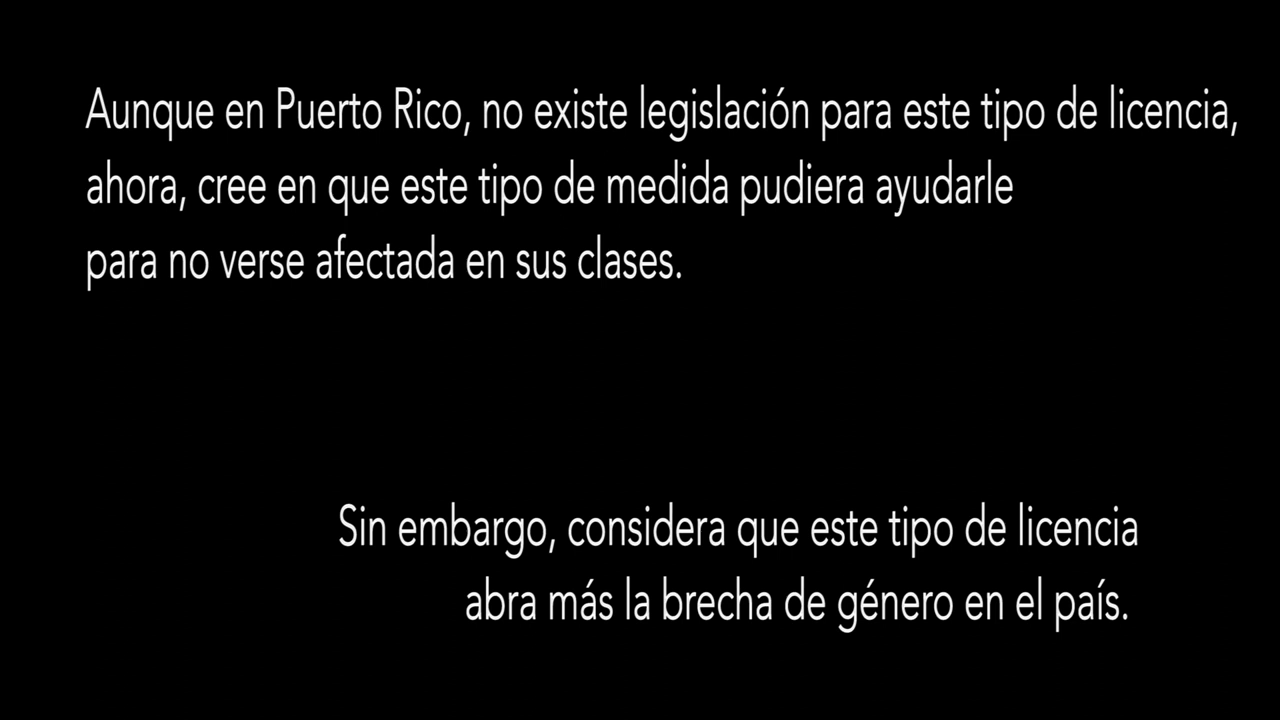 Aunque en Puerto Rico, no existe legislación para este tipo de licencia,
ahora, cree en que este tipo de medida pudiera ayudarle
para no verse afectada en sus clases.
Sin embargo, considera que este tipo de licencia
abra más la brecha de género en el país.